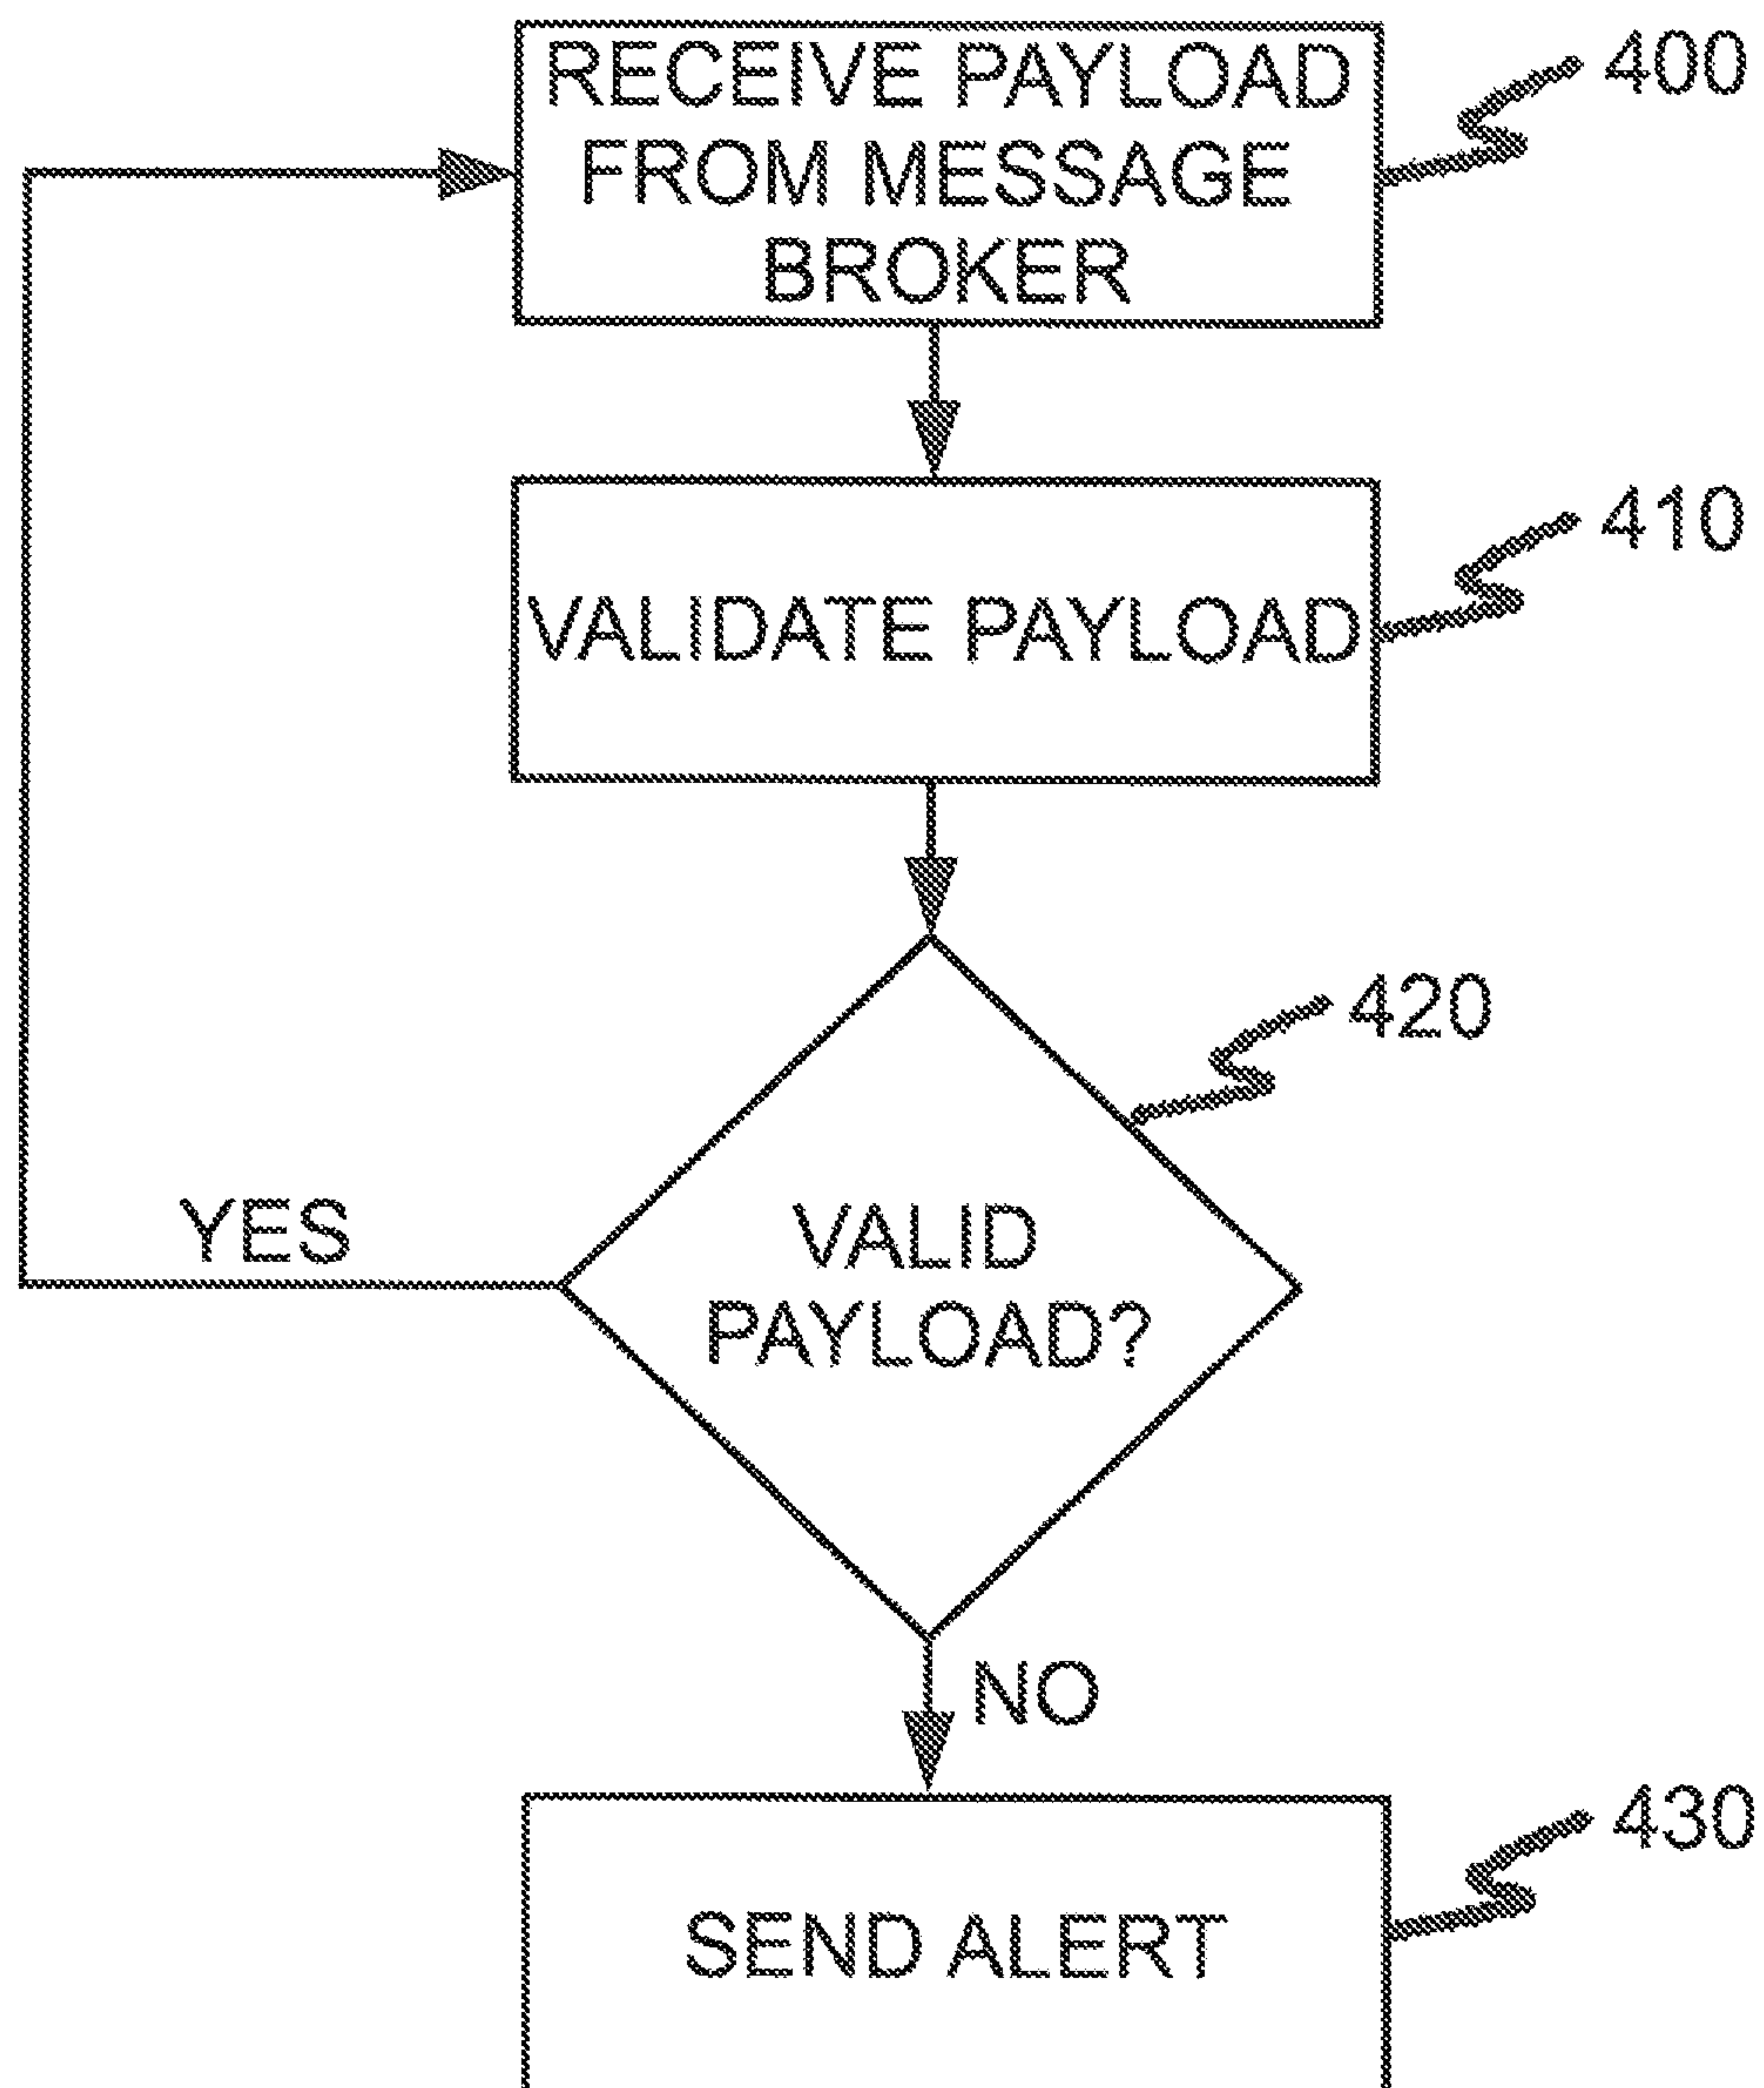 RECEIVE PAYLOAD
FROM MESSAGE
BROKER
400
VALIDATE PAYLOAD
410
420
VALID
PAYLOAD?
YES
NO
SEND ALERT
430